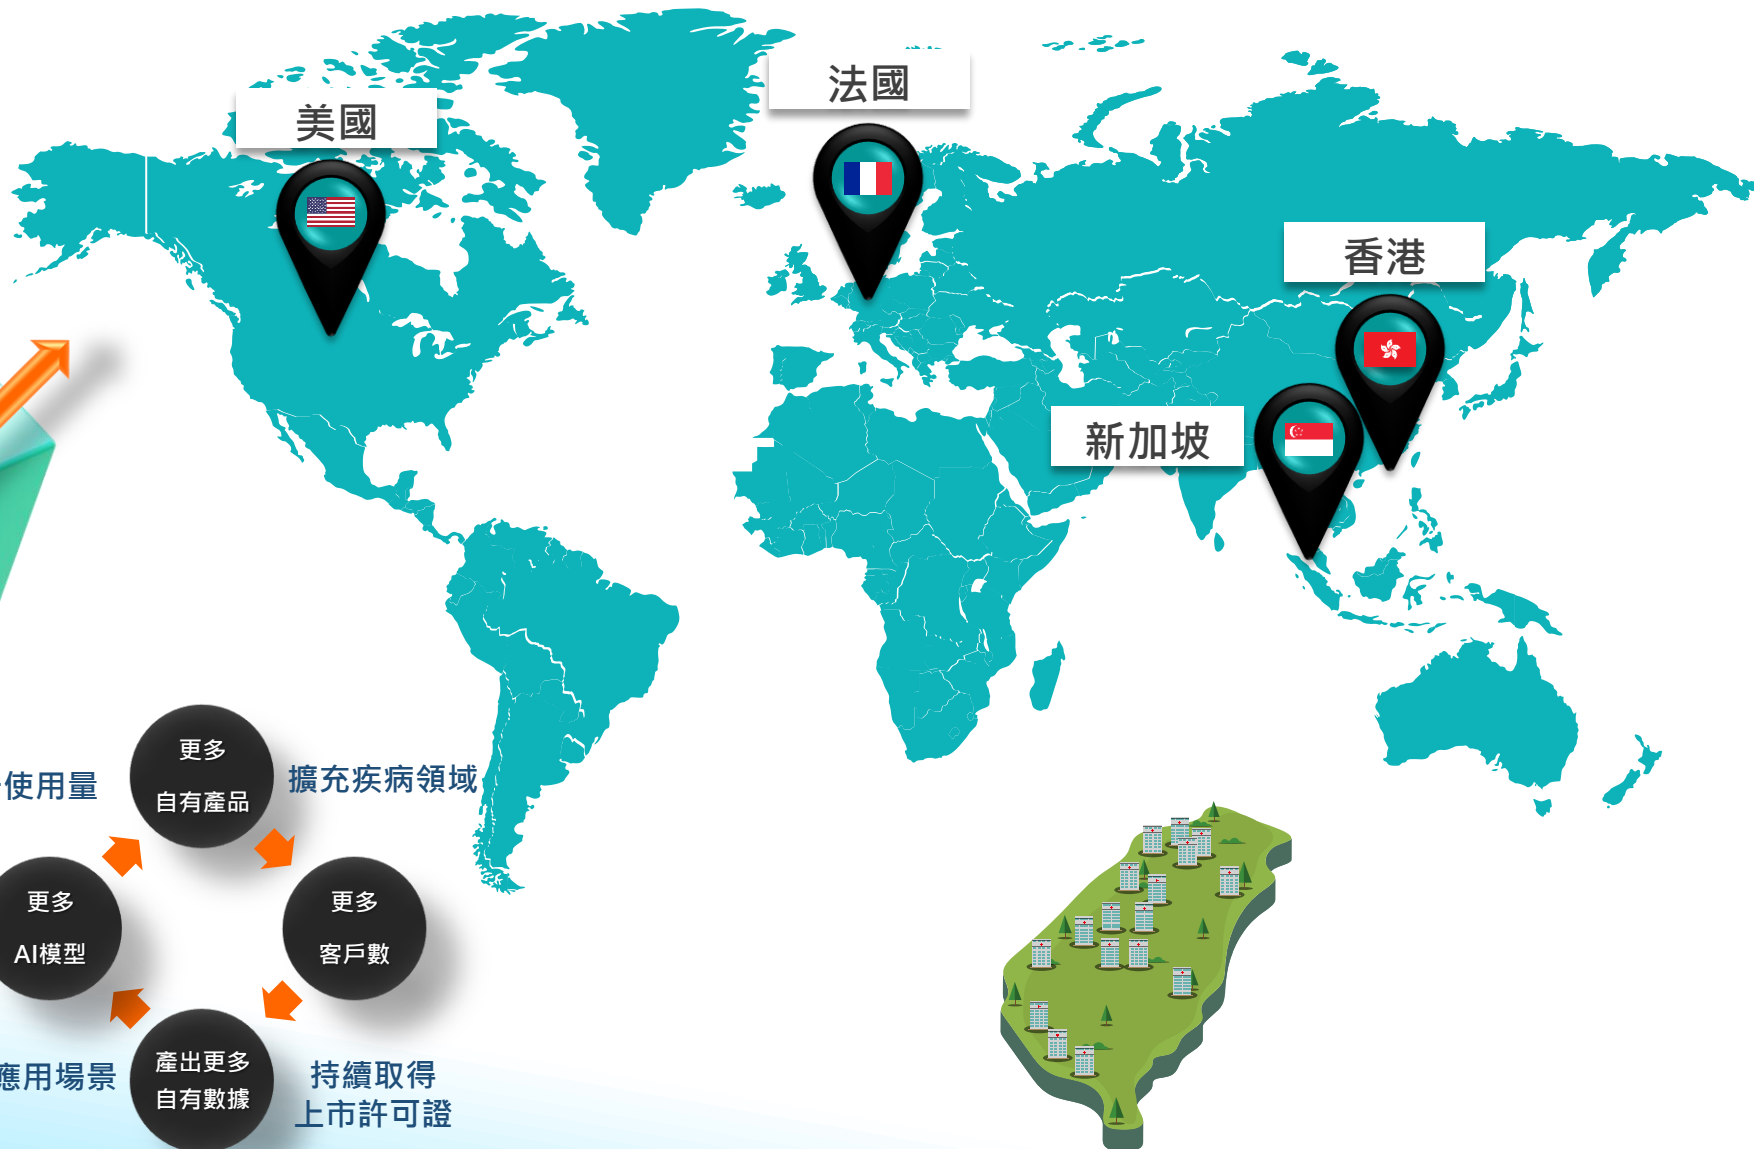 美國
法國
香港
新加坡
使用量
更多
自有產品
擴充疾病領域
更多
AI模型
更多
客戶數
應用場景
產出更多
自有數據
持續取得
上市許可證